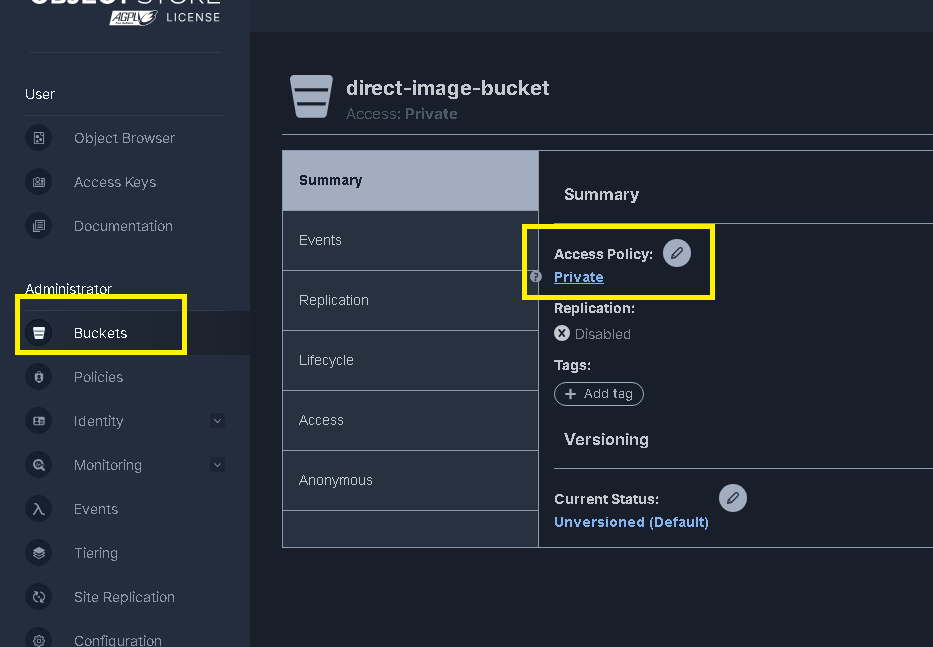 OBJECT STORE
AGPLV3 LICENSE
User
Object Browser
Access Keys
Documentation
Administrator
Buckets
Policies
Identity
Monitoring
Events
Tiering
Site Replication
Configuration
direct-image-bucket
Access: Private
Summary
Events
Replication
Lifecycle
Access
Anonymous
Summary
Access Policy:
Private
Replication:
Disabled
Tags:
+ Add tag
Versioning
Current Status:
Unversioned (Default)